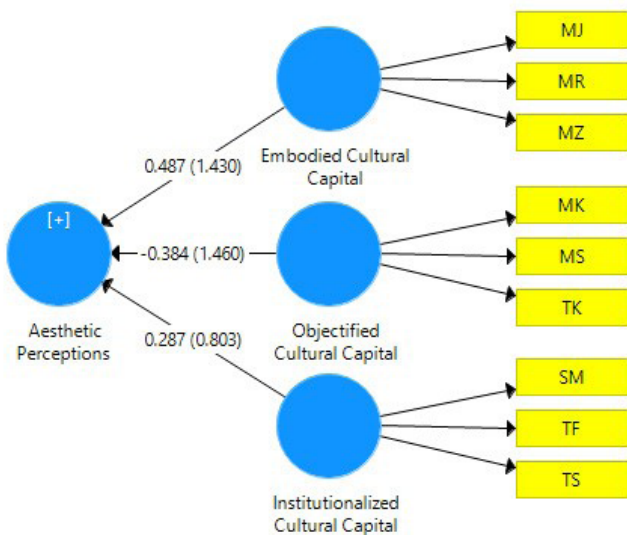 MJ
MR
MZ
Embodied Cultural
Capital
0.487 (1.430)
[+]
Aesthetic
Perceptions
-0.384 (1.460)
MK
MS
TK
Objectified
Cultural Capital
0.287 (0.803)
SM
TF
TS
Institutionalized
Cultural Capital